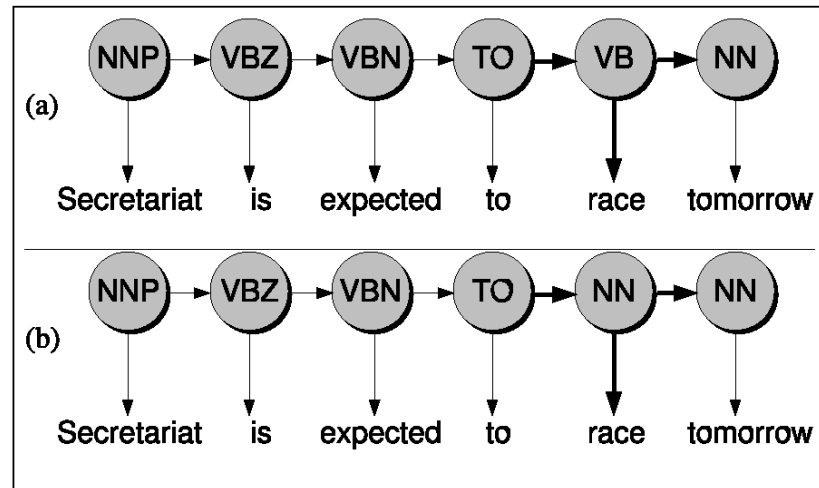 NNP VBZ VBN TO VB NN
(a)
Secretariat is expected to race tomorrow
NNP VBZ VBN TO NN NN
(b)
Secretariat is expected to race tomorrow